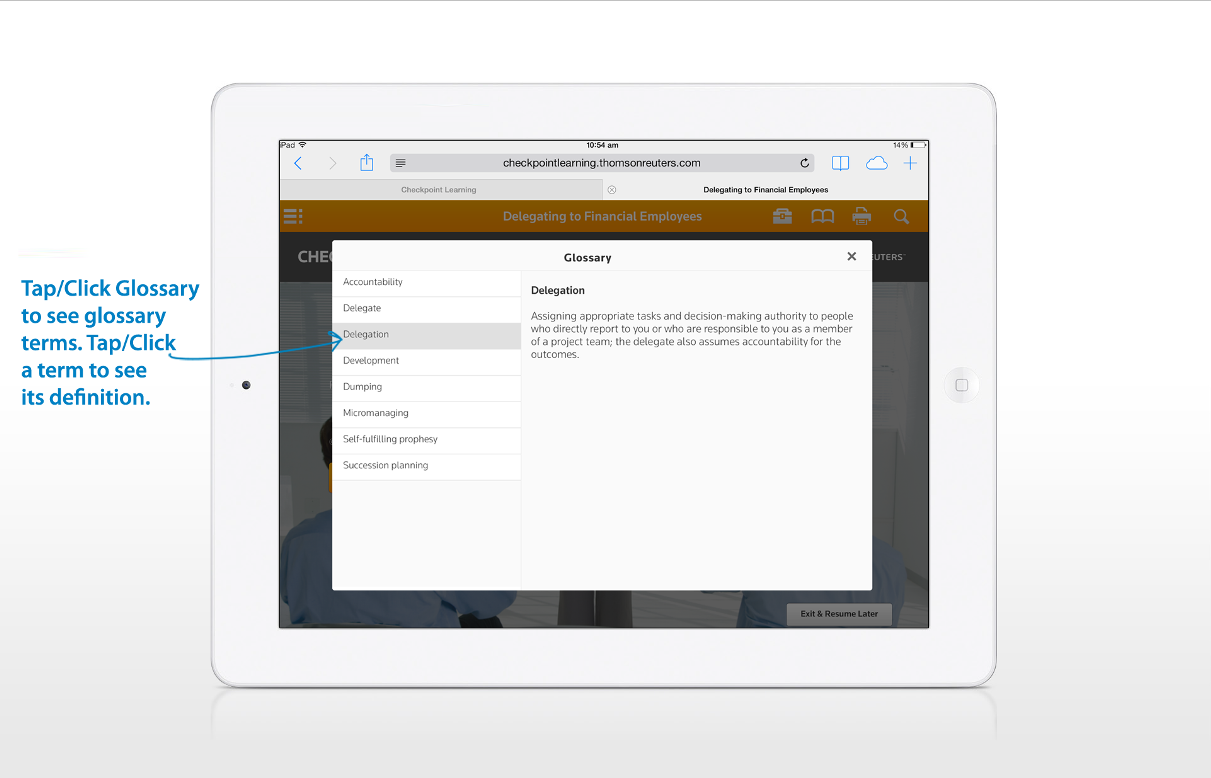 iPad
10:54 am
14%
checkpointlearning.thomsonreuters.com
Checkpoint Learning
Delegating to Financial Employees
Delegating to Financial Employees
CHE
UTERS
Glossary
Accountability
Delegate
Delegation
Development
Dumping
Micromanaging
Self-fulfilling prophesy
Succession planning
Delegation
Assigning appropriate tasks and decision-making authority to people
who directly report to you or who are responsible to you as a member
of a project team; the delegate also assumes accountability for the
outcomes.
Exit & Resume Later
Tap/Click Glossary
to see glossary
terms. Tap/Click
a term to see
its definition.